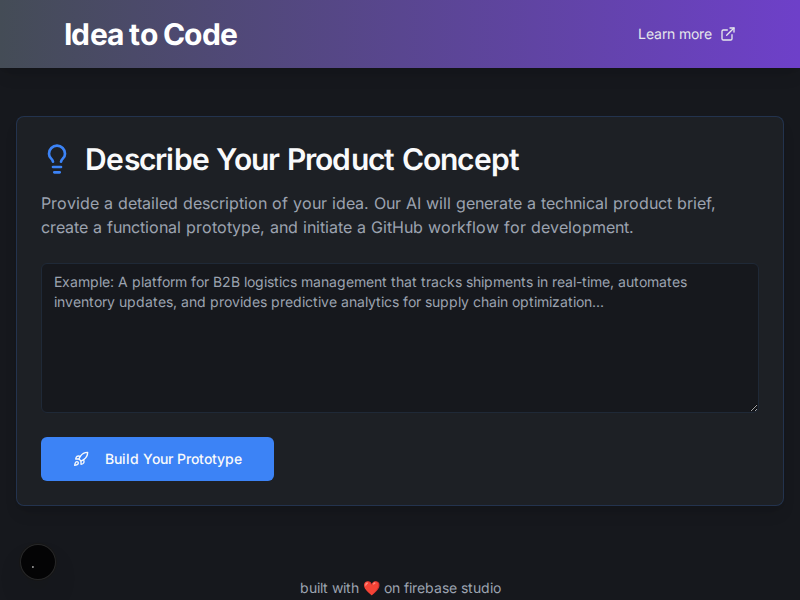 Idea to Code
Learn more
Describe Your Product Concept
Provide a detailed description of your idea. Our AI will generate a technical product brief,
create a functional prototype, and initiate a GitHub workflow for development.
Example: A platform for B2B logistics management that tracks shipments in real-time, automates
inventory updates, and provides predictive analytics for supply chain optimization...
Build Your Prototype
.
built with ❤️ on firebase studio